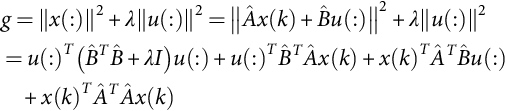 g = ‖x(:)‖² + λ‖u(:)‖² = ‖Âx(k) + B̂u(:)‖² + λ‖u(:)‖²
= u(:)ᵀ(B̂ᵀB̂ + λI)u(:) + u(:)ᵀB̂ᵀÂx(k) + x(k)ᵀÂᵀB̂u(:)
+ x(k)ᵀÂᵀÂx(k)